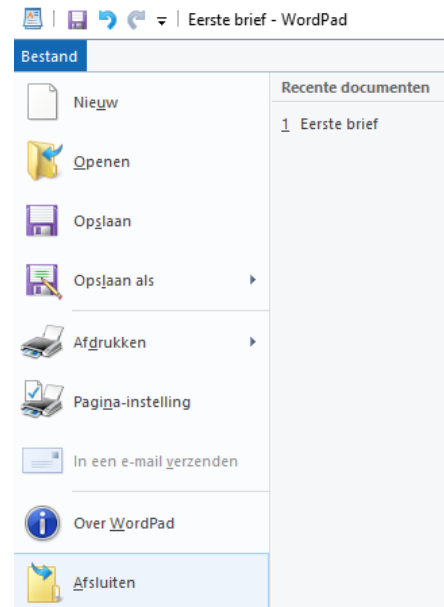 Eerste brief - WordPad
Bestand
Nieuw
Openen
Opslaan
Opslaan als
Afdrukken
Pagina-instelling
In een e-mail verzenden
Over WordPad
Afsluiten
Recente documenten
1 Eerste brief